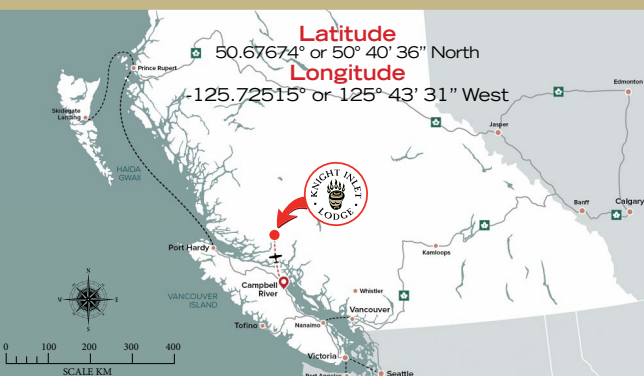 Latitude
50.67674° or 50° 40' 36” North
Longitude
-125.72515° or 125° 43' 31” West
Prince Rupert
Skidegate
Landing
HAIDA
GWAII
Edmonton
Jasper
Banff
Calgary
KNIGHT INLET
LODGE
Port Hardy
Kamloops
Campbell
River
Whistler
VANCOUVER
ISLAND
Vancouver
Tofino
Nanaimo
Victoria
Port Angeles
Seattle
N
W
E
S
0 100 200 300 400
SCALE KM